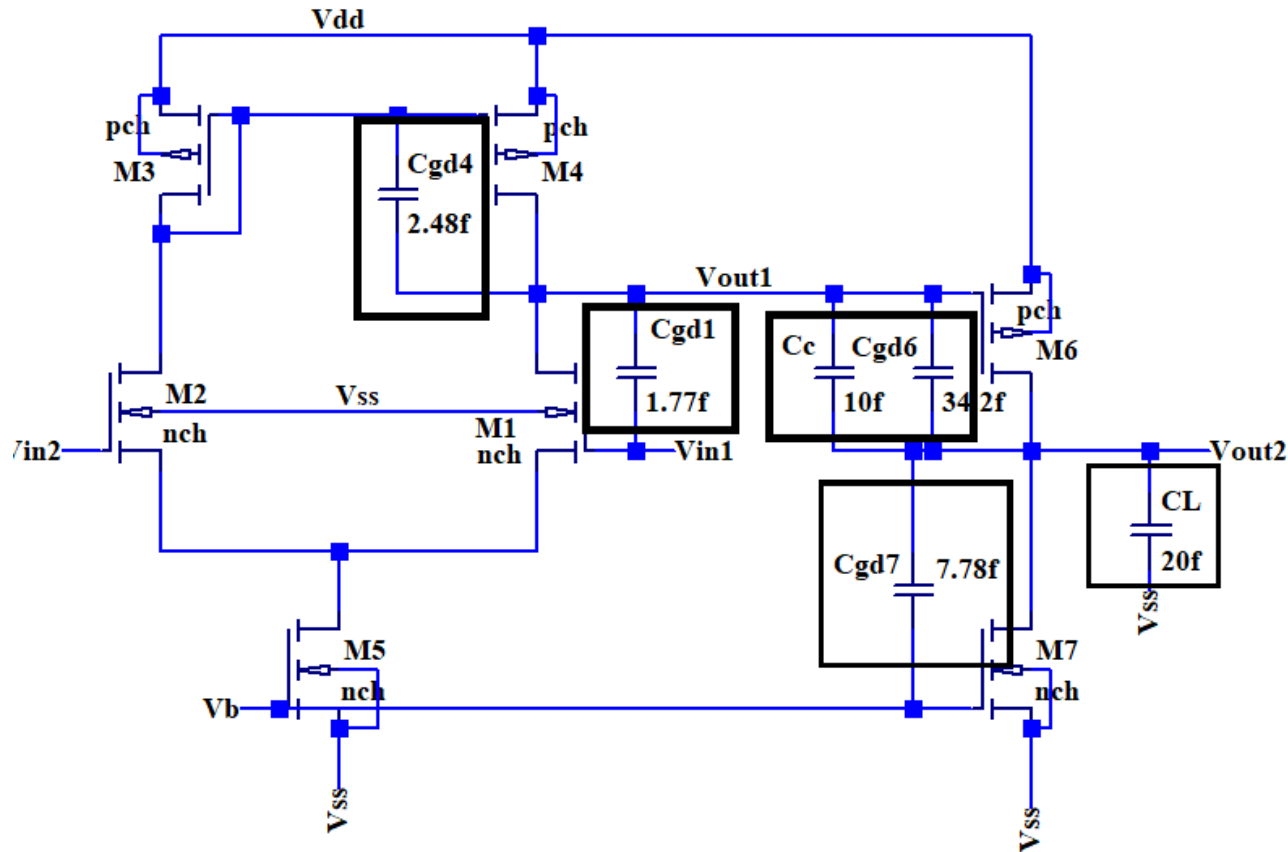 Vdd
pch
M3
Cgd4
2.48f
pch
M4
Vout1
Cgd1
1.77f
Cc
10f
Cgd6
34.2f
pch
M6
M2
nch
Vss
M1
nch
Vin2
Vin1
Vout2
CL
20f
Vss
Cgd7
7.78f
M5
nch
M7
nch
Vb
Vss
Vss